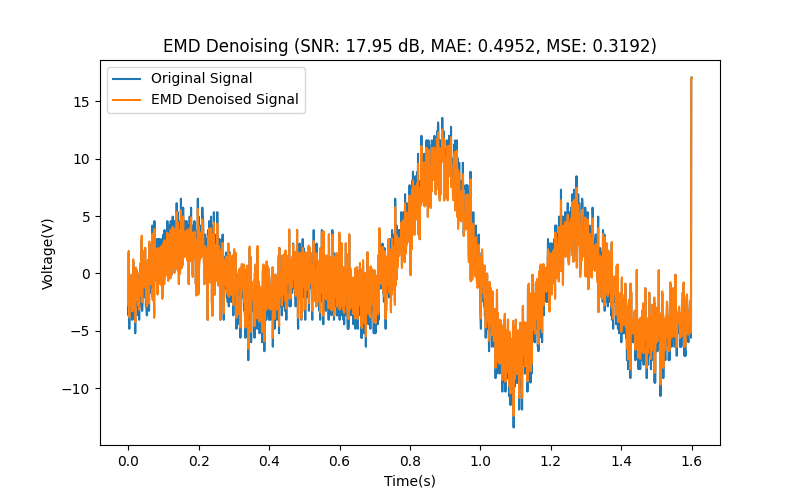 EMD Denoising (SNR: 17.95 dB, MAE: 0.4952, MSE: 0.3192)
Original Signal
EMD Denoised Signal
15
10
5
0
−5
−10
Voltage(V)
0.0 0.2 0.4 0.6 0.8 1.0 1.2 1.4 1.6
Time(s)